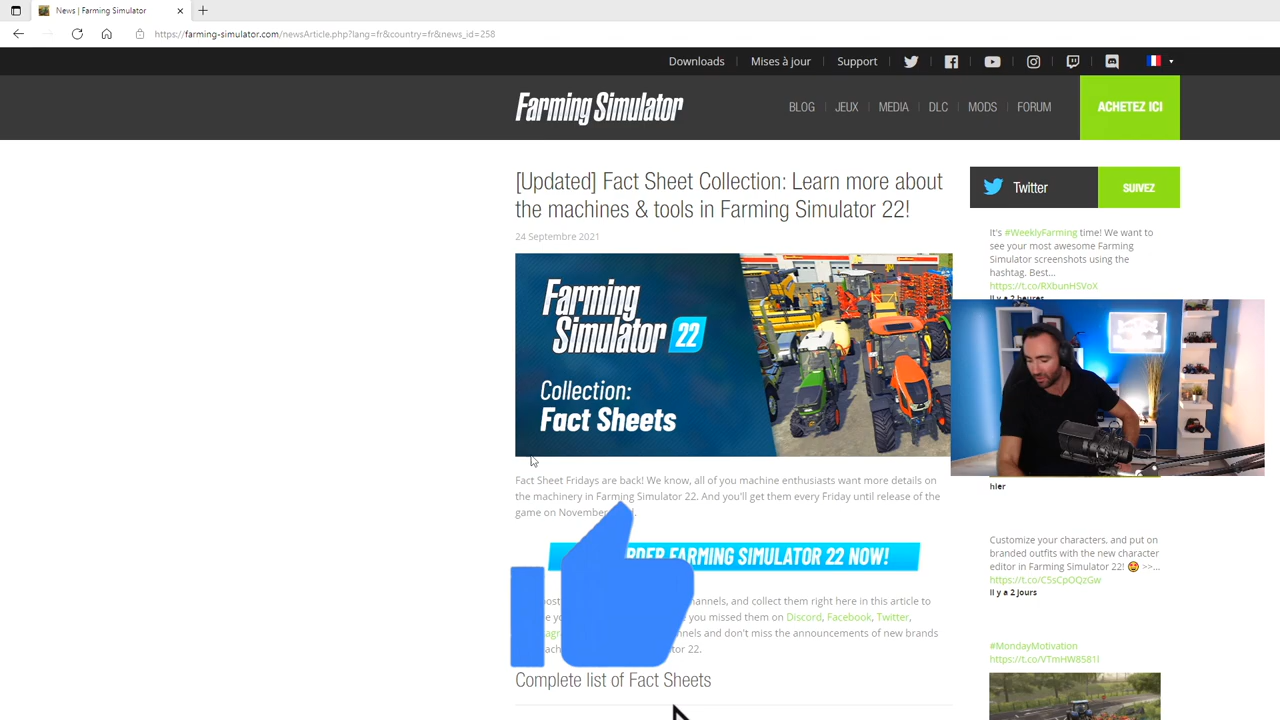 News | Farming Simulator
https://farming-simulator.com/newsArticle.php?lang=fr&country=fr&news_id=258
Downloads
Mises à jour
Support
Farming Simulator
BLOG
JEUX
MEDIA
DLC
MODS
FORUM
ACHETEZ ICI
[Updated] Fact Sheet Collection: Learn more about
the machines & tools in Farming Simulator 22!
24 Septembre 2021
Farming
Simulator 22
Collection:
Fact Sheets
Fact Sheet Fridays are back! We know, all of you machine enthusiasts want more details on
the machinery in Farming Simulator 22. And you'll get them every Friday until release of the
game on November
RDER FARMING SIMULATOR 22 NOW!
annels, and collect them right here in this article to
you missed them on Discord, Facebook, Twitter,
nnels and don't miss the announcements of new brands
tor 22.
Complete list of Fact Sheets
Twitter
SUIVEZ
It's #WeeklyFarming time! We want to
see your most awesome Farming
Simulator screenshots using the
hashtag. Best...
https://t.co/RXbunHSVoX
Il y a 2 heures
hier
Customize your characters, and put on
branded outfits with the new character
editor in Farming Simulator 22! 🤩 >>...
https://t.co/C5sCpOQzGw
Il y a 2 jours
#MondayMotivation
https://t.co/VTmHW8581l